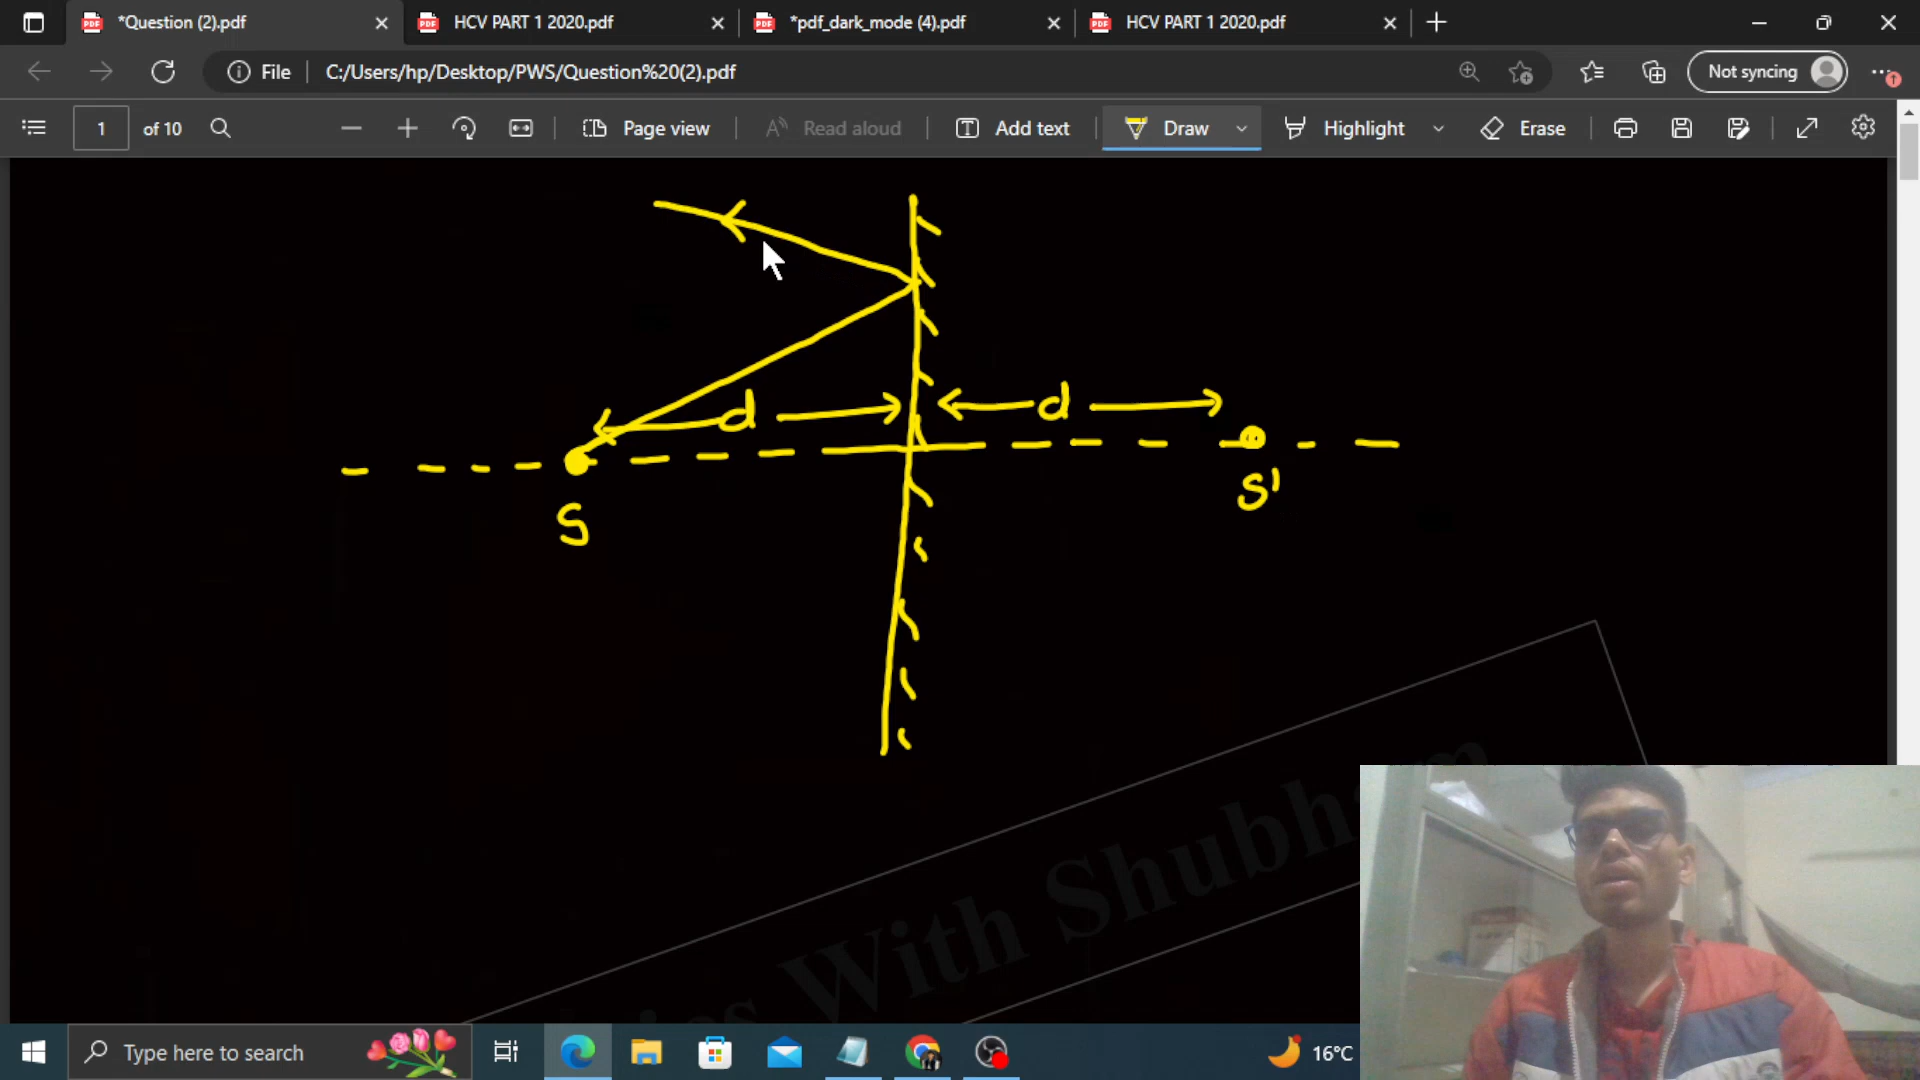 *Question (2).pdf
HCV PART 1 2020.pdf
*pdf_dark_mode (4).pdf
HCV PART 1 2020.pdf
File
C:/Users/hp/Desktop/PWS/Question%20(2).pdf
Not syncing
1 of 10
Page view
Read aloud
Add text
Draw
Highlight
Erase
d d
S S'
With Shubham
Type here to search
16°C